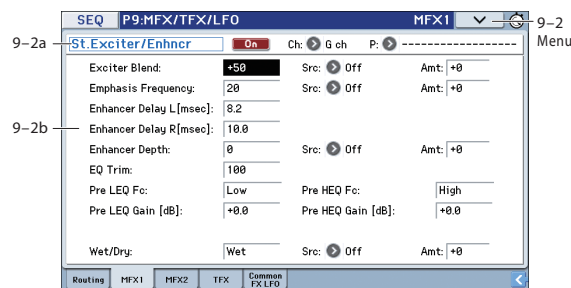 SEQ P9:MFX/TFX/LFO MFX1
9–2
Menu
9–2a
St.Exciter/Enhncr On Ch: G ch P: ----------------
Exciter Blend: +50 Src: Off Amt: +0
Emphasis Frequency: 20 Src: Off Amt: +0
Enhancer Delay L[msec]: 8.2
9–2b
Enhancer Delay R[msec]: 10.0
Enhancer Depth: 0 Src: Off Amt: +0
EQ Trim: 100
Pre LEQ Fc: Low Pre HEQ Fc: High
Pre LEQ Gain [dB]: +0.0 Pre HEQ Gain [dB]: +0.0
Wet/Dry: Wet Src: Off Amt: +0
Routing MFX1 MFX2 TFX Common
FX LFO